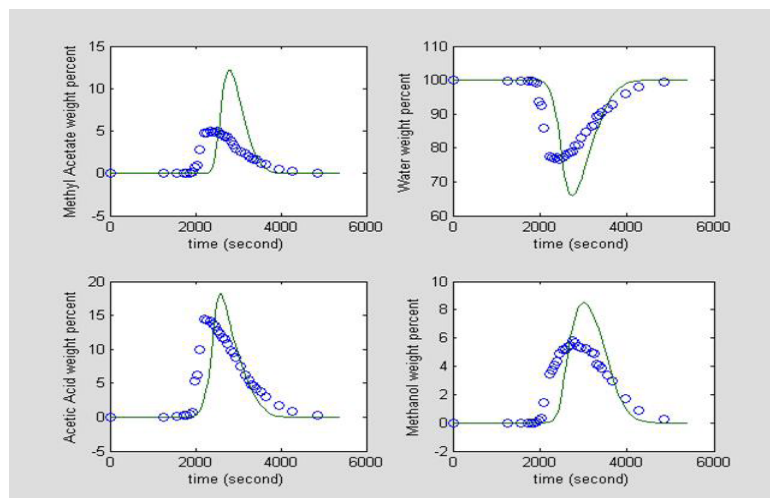 15
10
5
0
-5
0 2000 4000 6000
time (second)
Methyl Acetate weight percent
110
100
90
80
70
60
0 2000 4000 6000
time (second)
Water weight percent
20
15
10
5
0
-5
0 2000 4000 6000
time (second)
Acetic Acid weight percent
10
8
6
4
2
0
-2
0 2000 4000 6000
time (second)
Methanol weight percent